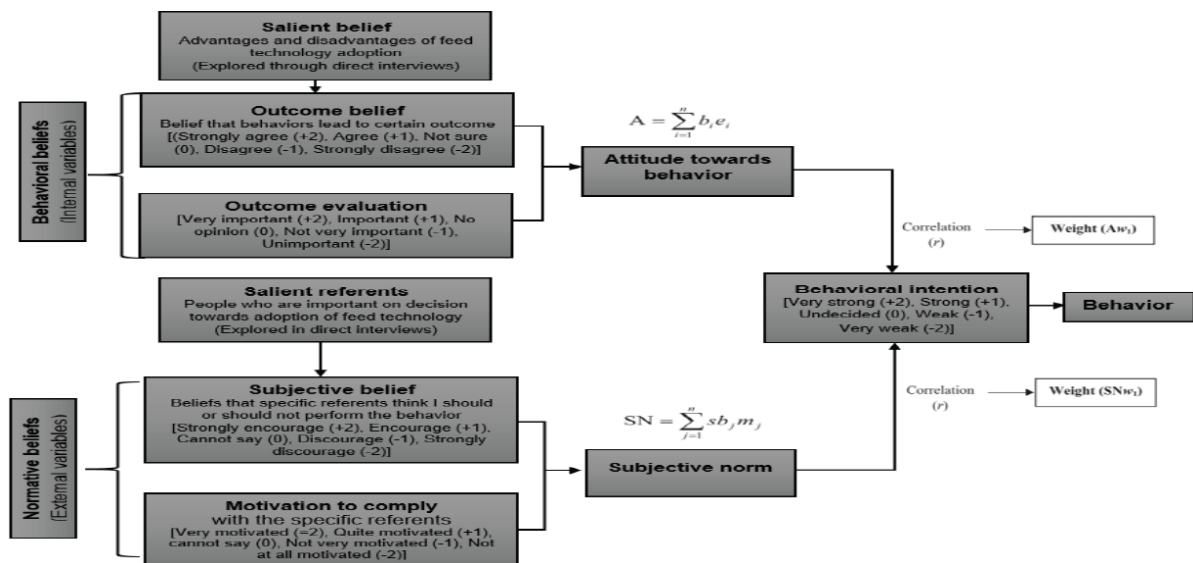 Salient belief
Advantages and disadvantages of feed
technology adoption
(Explored through direct interviews)
Behavioral beliefs
(Internal variables)
Outcome belief
Belief that behaviors lead to certain outcome
[(Strongly agree (+2), Agree (+1), Not sure
(0), Disagree (-1), Strongly disagree (-2)]
Outcome evaluation
[Very important (+2), Important (+1), No
opinion (0), Not very important (-1),
Unimportant (-2)]
A = ∑ⁿᵢ₌₁ bᵢeᵢ
Attitude towards
behavior
Correlation
(r)
Weight (Aw₁)
Salient referents
People who are important on decision
towards adoption of feed technology
(Explored in direct interviews)
Behavioral intention
[Very strong (+2), Strong (+1),
Undecided (0), Weak (-1),
Very weak (-2)]
Behavior
Normative beliefs
(External variables)
Subjective belief
Beliefs that specific referents think I should
or should not perform the behavior
[Strongly encourage (+2), Encourage (+1),
Cannot say (0), Discourage (-1), Strongly
discourage (-2)]
Motivation to comply
with the specific referents
[Very motivated (=2), Quite motivated (+1),
cannot say (0), Not very motivated (-1), Not
at all motivated (-2)]
SN = ∑ⁿⱼ₌₁ sbⱼmⱼ
Subjective norm
Correlation
(r)
Weight (SNw₁)